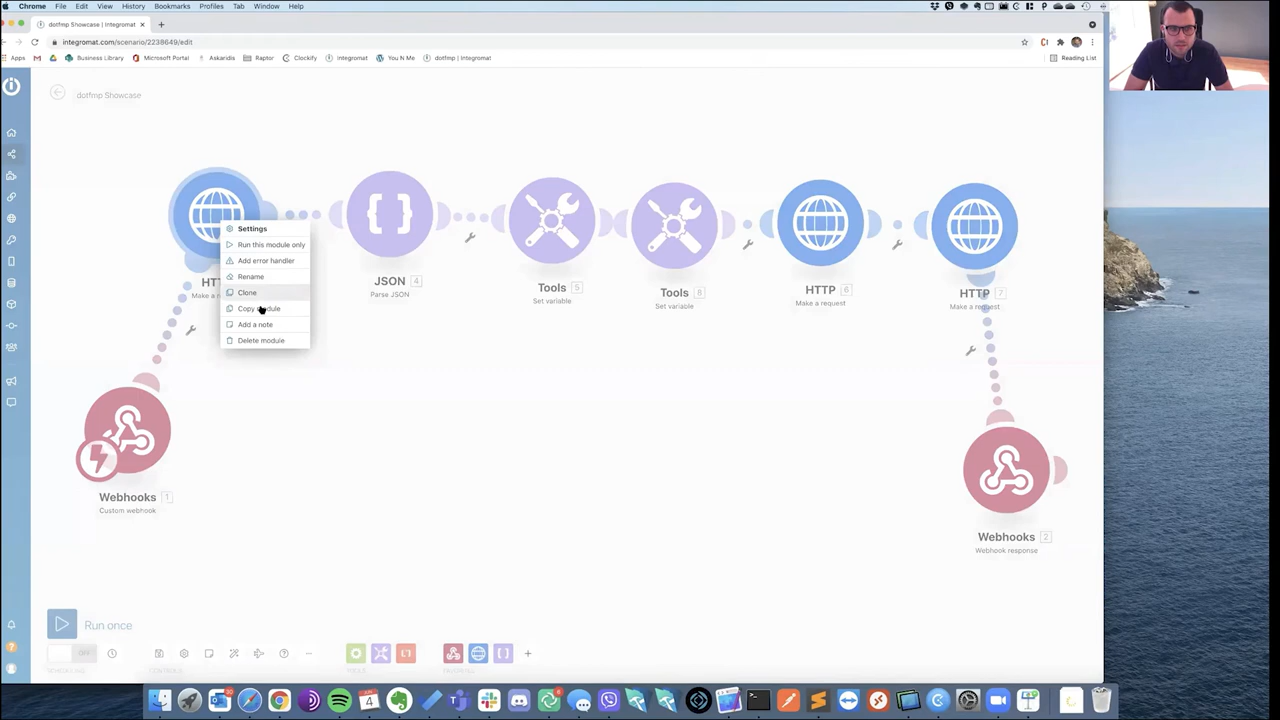 Chrome File Edit View History Bookmarks Profiles Tab Window Help
dotfmp Showcase | Integromat
integromat.com/scenario/2238649/edit
Apps Business Library Microsoft Portal Askaridis Raptor Clockify Integromat You N Me dotfmp | Integromat Reading List
dotfmp Showcase
Settings
Run this module only
Add error handler
Rename
Clone
Copy module
Add a note
Delete module
JSON 4
Parse JSON
Tools 5
Set variable
Tools 8
Set variable
HTTP 6
Make a request
HTTP 7
Make a request
Webhooks 1
Custom webhook
Webhooks 2
Webhook response
Run once
OFF